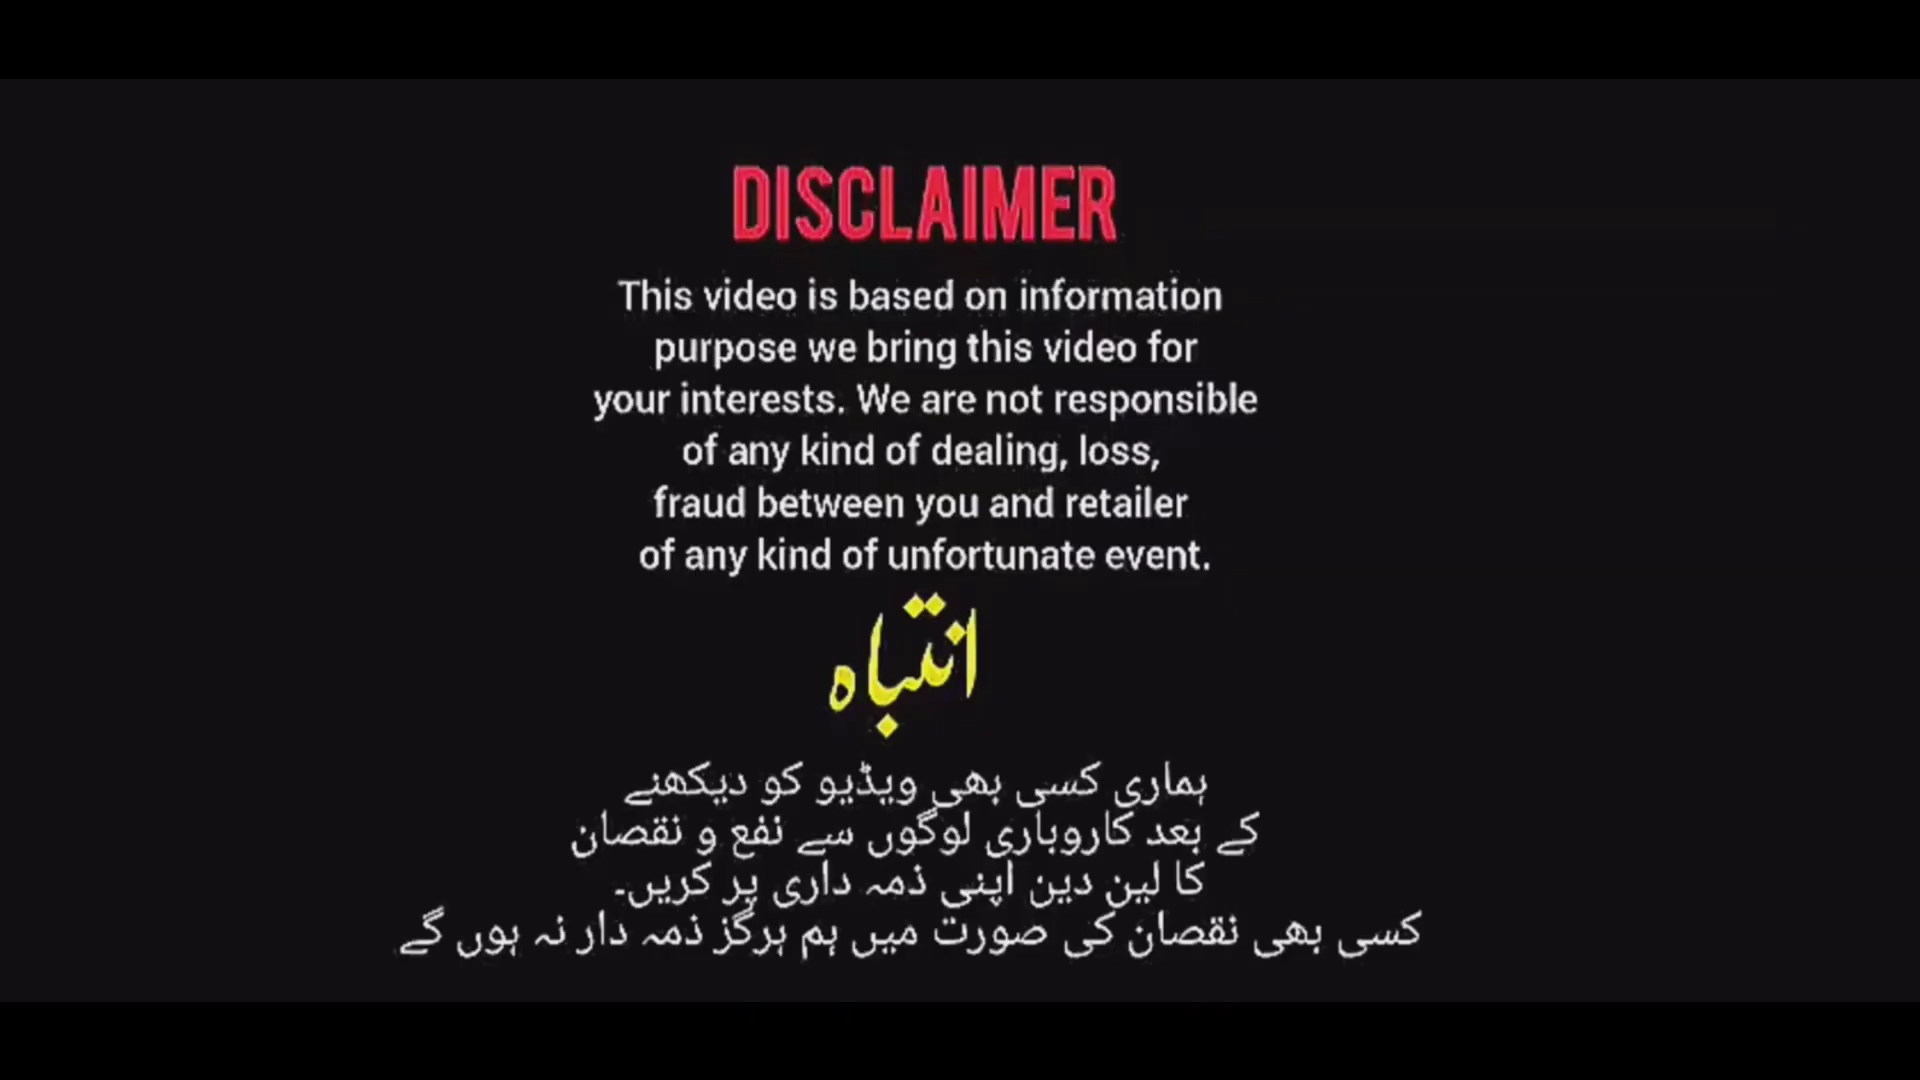 DISCLAIMER
This video is based on information
purpose we bring this video for
your interests. We are not responsible
of any kind of dealing, loss,
fraud between you and retailer
of any kind of unfortunate event.
انتباہ
ہماری کسی بھی ویڈیو کو دیکھنے
کے بعد کاروباری لوگوں سے نفع و نقصان
کا لین دین اپنی ذمہ داری پر کریں۔
کسی بھی نقصان کی صورت میں ہم ہرگز ذمہ دار نہ ہوں گے